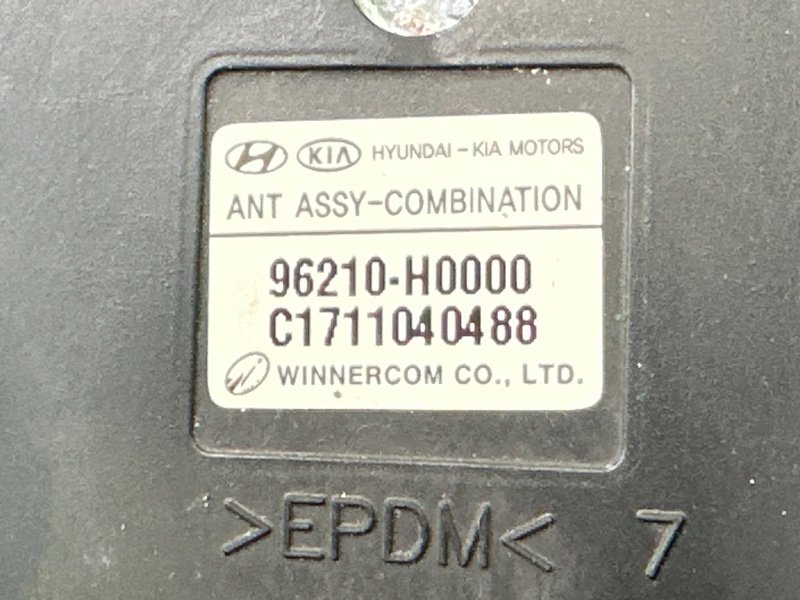 KIA HYUNDAI - KIA MOTORS
ANT ASSY-COMBINATION
96210-H0000
C1711040488
WINNERCOM CO., LTD.
>EPDM< 7